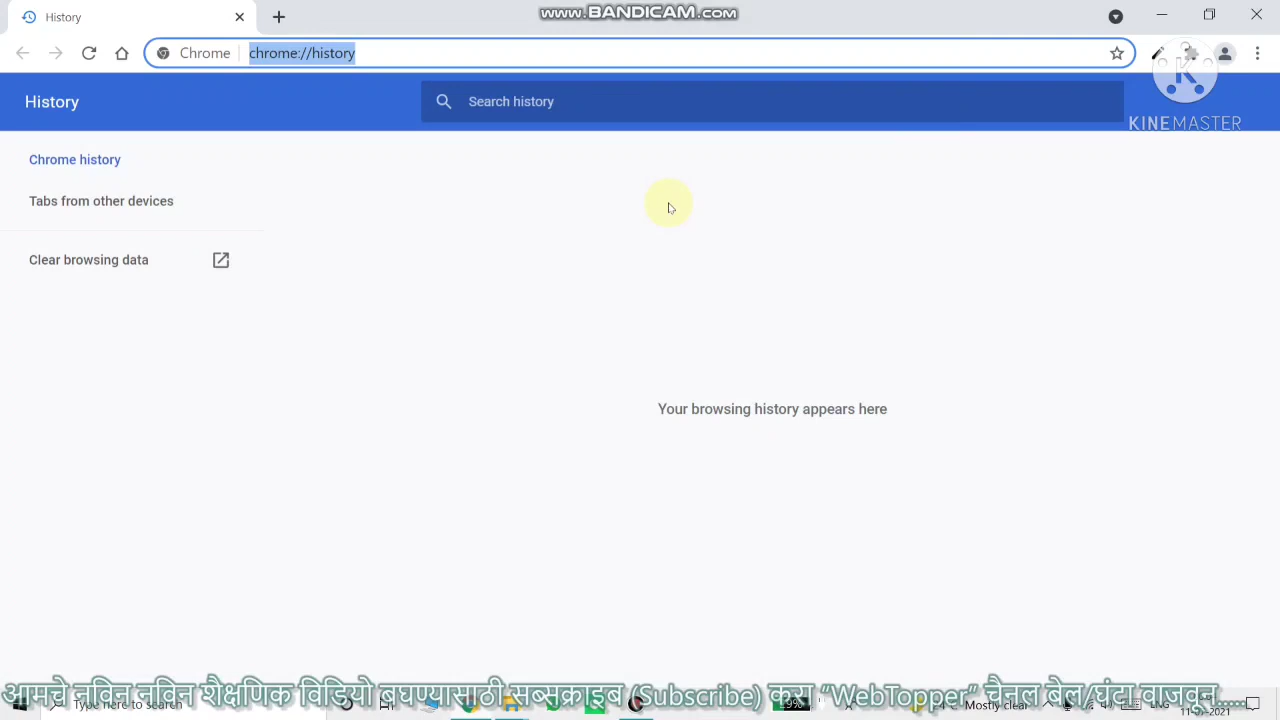 History
www.BANDICAM.com
Chrome
chrome://history
History
Search history
KINEMASTER
Chrome history
Tabs from other devices
Clear browsing data
Your browsing history appears here
आमचे नविन नविन शैक्षणिक विडियो बघण्यासाठी सब्सक्राइब (Subscribe) करा "WebTopper" चैनल बेल/घंटा वाजवून....
Type here to search
19%
Mostly clear
ENG